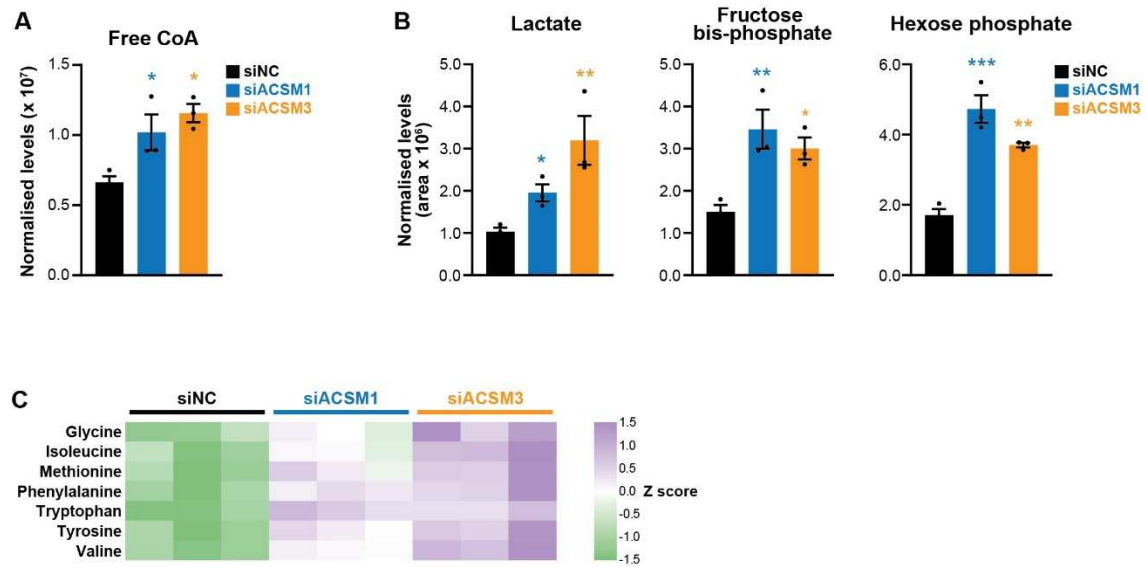 A
Free CoA
Normalised levels (x 10⁷)
1.5
1.0
0.5
0.0
*
*
siNC
siACSM1
siACSM3
B
Lactate
Normalised levels
(area x 10⁶)
5.0
4.0
3.0
2.0
1.0
0.0
*
**
Fructose
bis-phosphate
5.0
4.0
3.0
2.0
1.0
0.0
**
*
Hexose phosphate
6.0
4.0
2.0
0.0
***
**
siNC
siACSM1
siACSM3
C
siNC
siACSM1
siACSM3
Glycine
Isoleucine
Methionine
Phenylalanine
Tryptophan
Tyrosine
Valine
1.5
1.0
0.5
0.0
-0.5
-1.0
-1.5
Z score